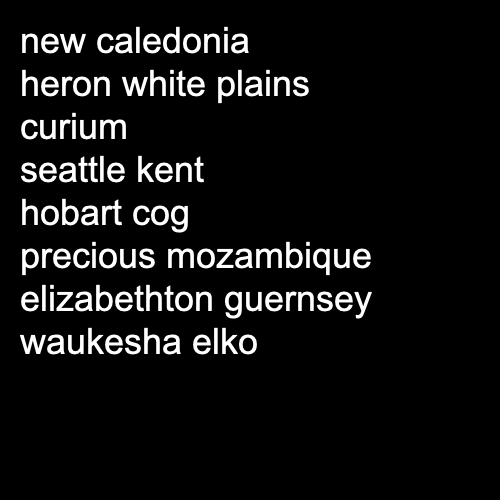 new caledonia
heron white plains
curium
seattle kent
hobart cog
precious mozambique
elizabethton guernsey
waukesha elko